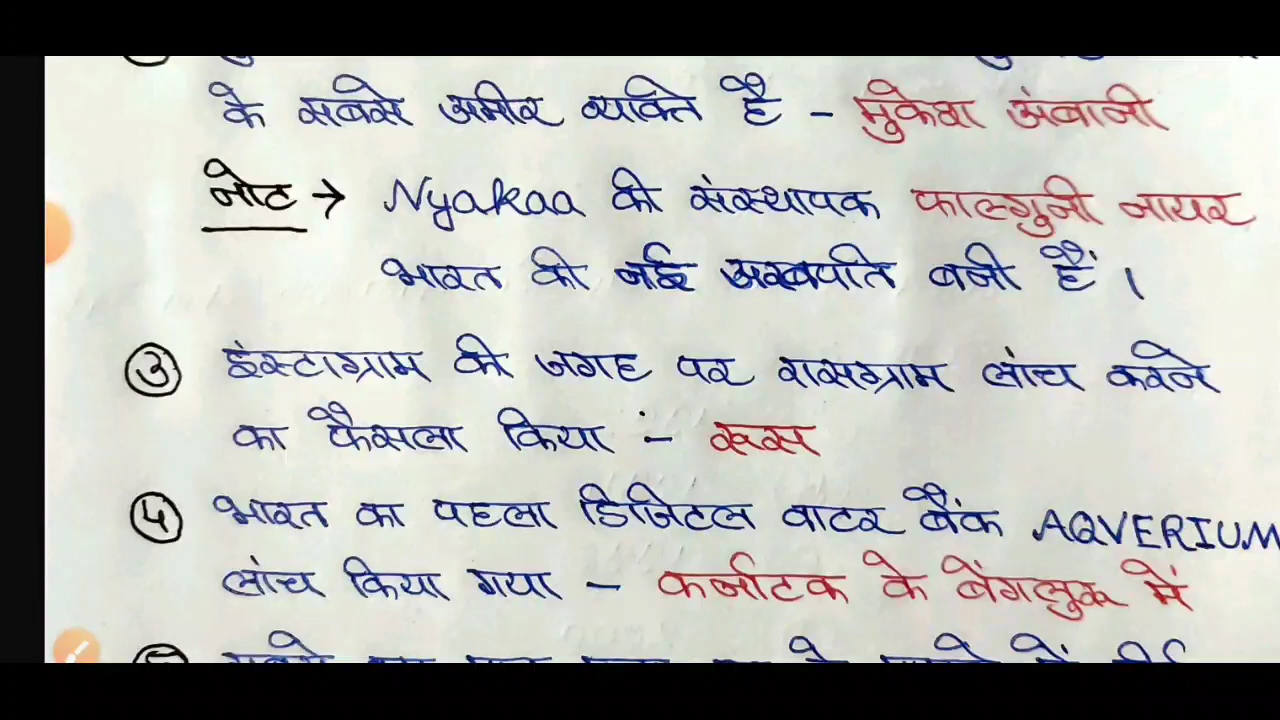 के सबसे अमीर व्यक्ति है - मुकेश अंबानी
नोट → Nyakaa की संस्थापक फाल्गुनी नायर
भारत की नई अरबपति बनी हैं ।
③ इंस्टाग्राम की जगह पर रासग्राम लांच करने
का फैसला किया :- रूस
④ भारत का पहला डिजिटल वाटर बैंक AQVERIUM
लांच किया गया - कर्नाटक के बेंगलुरू में